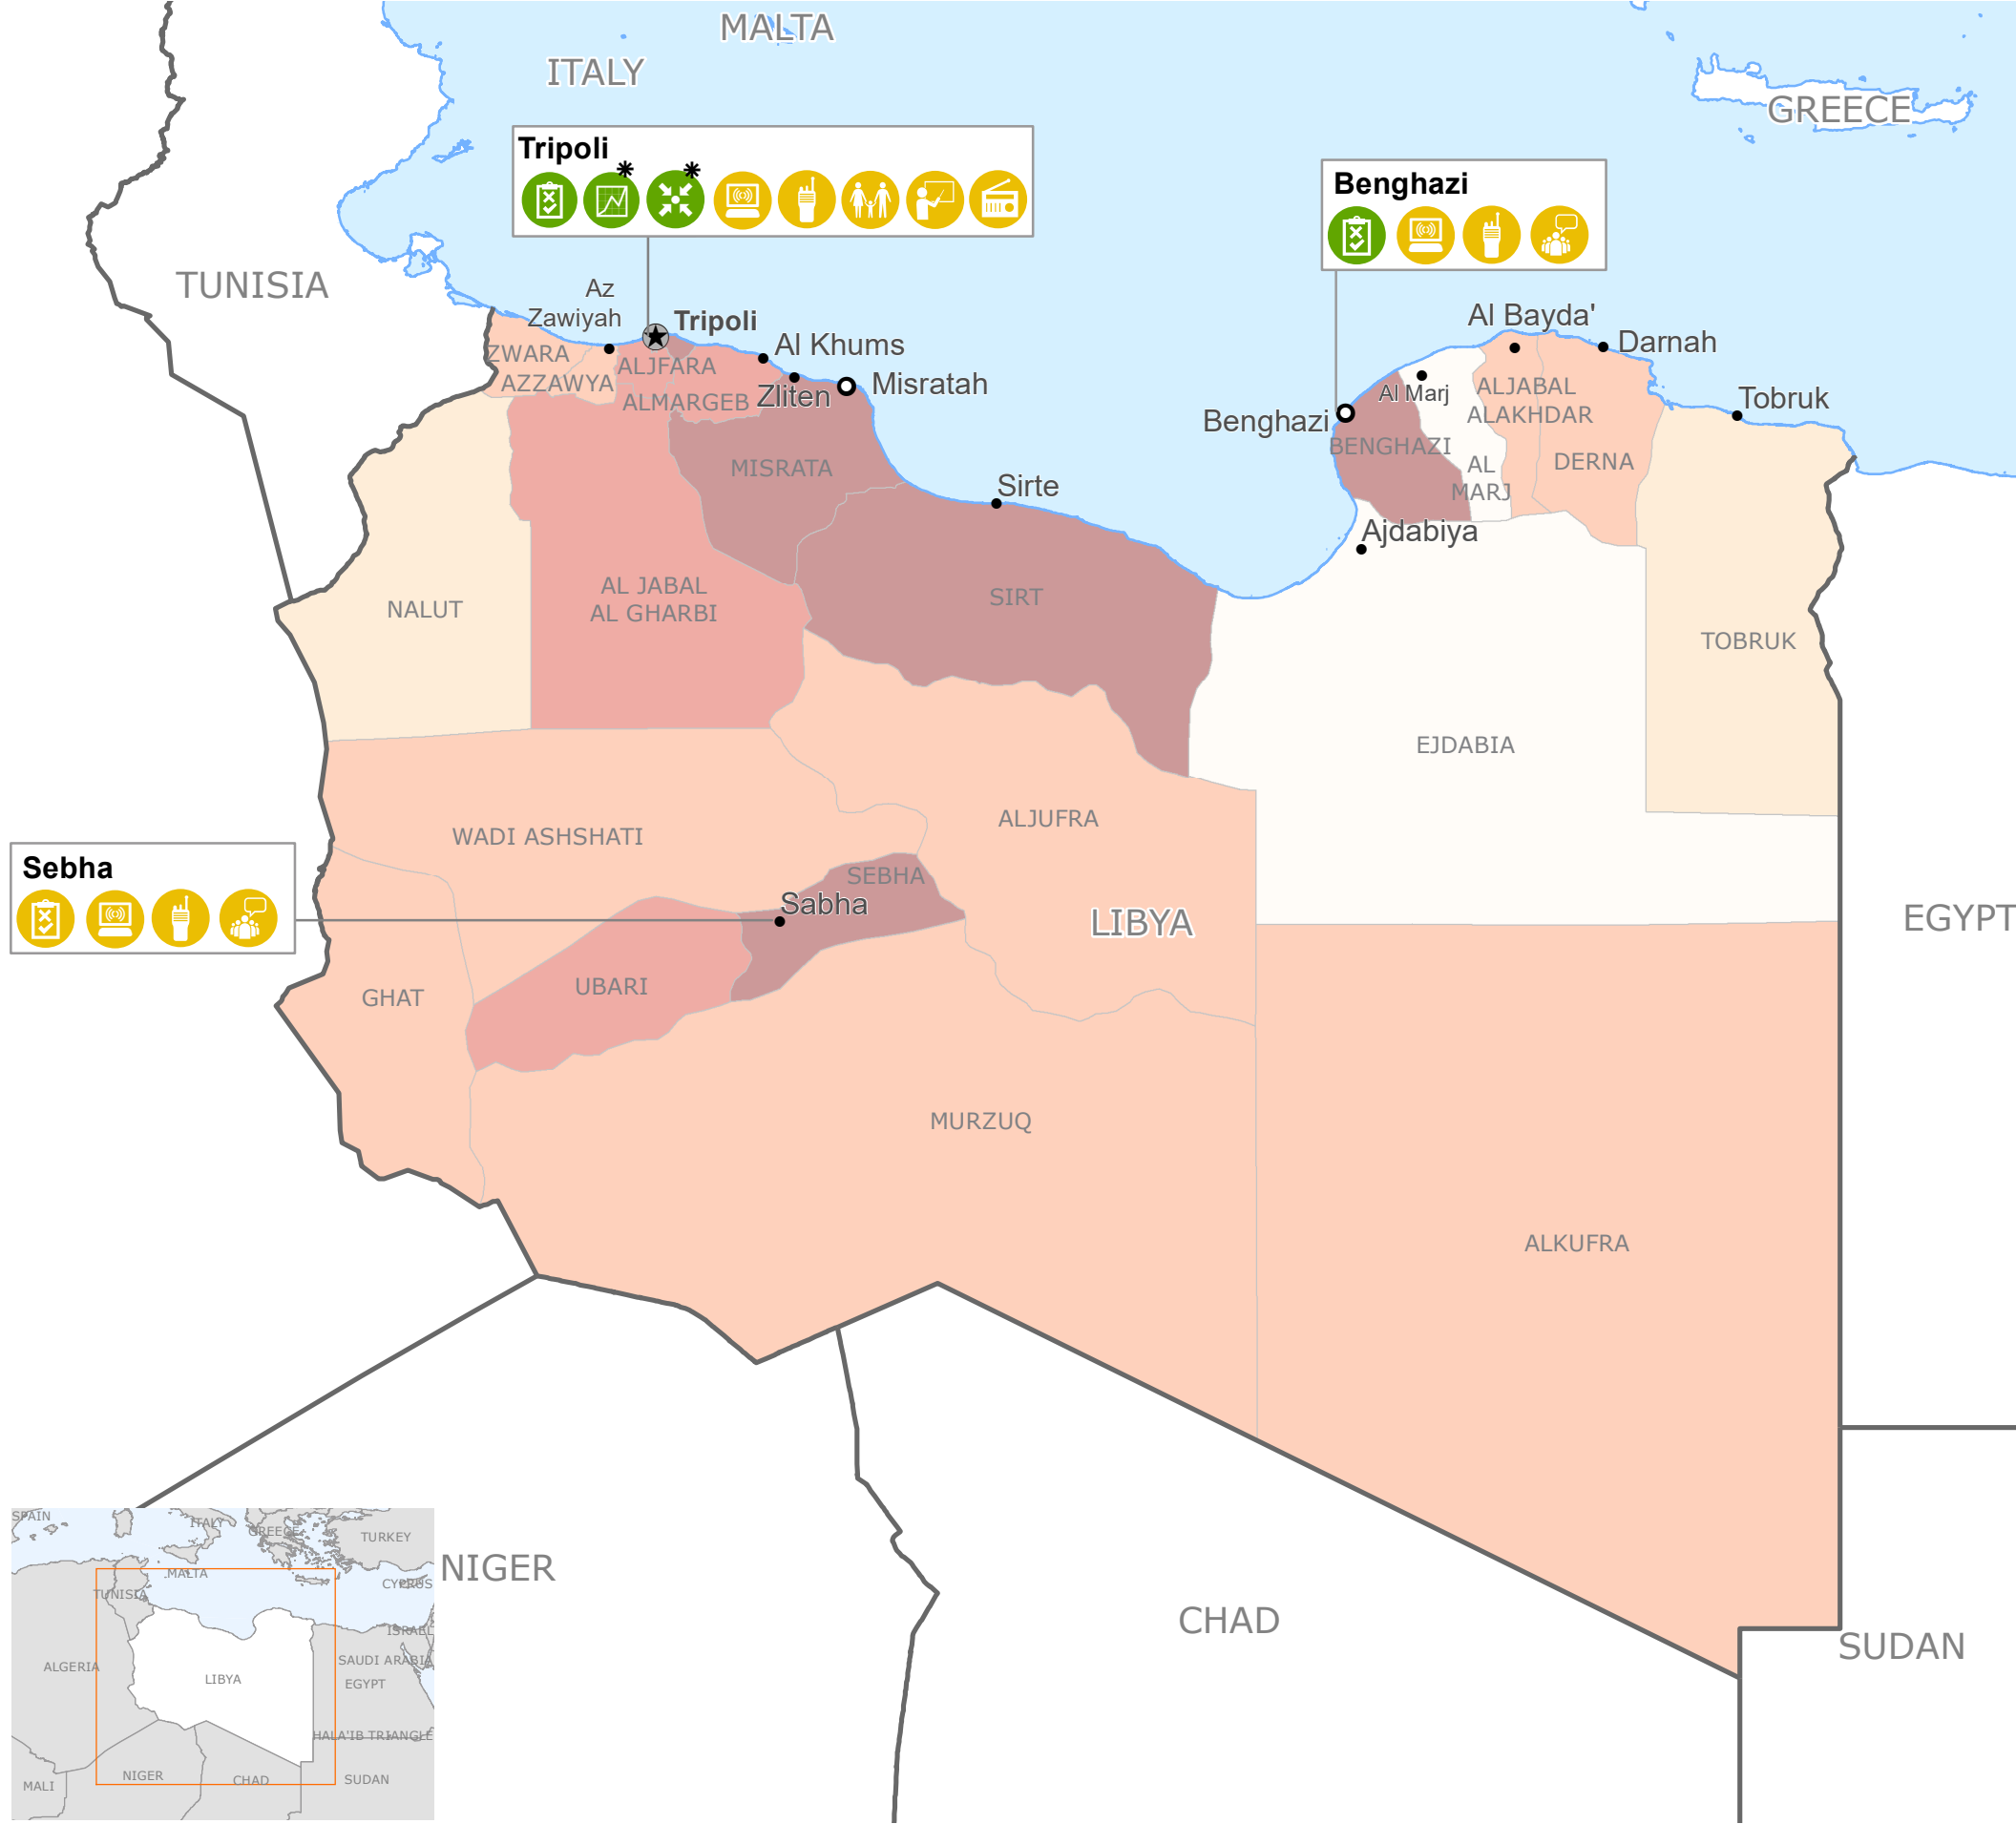 MALTA
ITALY
GREECE
Tripoli
Benghazi
TUNISIA
Az
Zawiyah
Tripoli
Al Khums
Zliten
Misratah
Al Bayda'
Darnah
Al Marj
Tobruk
Benghazi
ZWARA
AZZAWYA
ALJFARA
ALMARGEB
MISRATA
Sirte
BENGHAZI
ALJABAL
ALAKHDAR
DERNA
AL
MARJ
Ajdabiya
NALUT
AL JABAL
AL GHARBI
SIRT
TOBRUK
EJDABIA
WADI ASHSHATI
ALJUFRA
Sebha
SEBHA
Sabha
LIBYA
EGYPT
GHAT
UBARI
MURZUQ
ALKUFRA
NIGER
CHAD
SUDAN
SPAIN
ITALY
GREECE
TURKEY
MALTA
CYPRUS
TUNISIA
ISRAEL
ALGERIA
SAUDI ARABIA
LIBYA
EGYPT
HALA'IB TRIANGLE
NIGER
CHAD
SUDAN
MALI